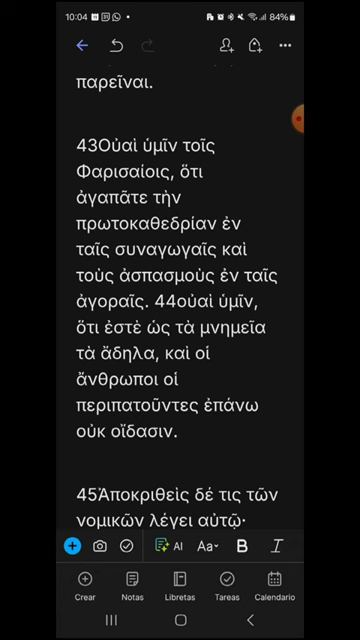 10:04
84%
παρεῖναι.
43Οὐαὶ ὑμῖν τοῖς
Φαρισαίοις, ὅτι
ἀγαπᾶτε τὴν
πρωτοκαθεδρίαν ἐν
ταῖς συναγωγαῖς καὶ
τοὺς ἀσπασμοὺς ἐν ταῖς
ἀγοραῖς. 44οὐαὶ ὑμῖν,
ὅτι ἐστὲ ὡς τὰ μνημεῖα
τὰ ἄδηλα, καὶ οἱ
ἄνθρωποι οἱ
περιπατοῦντες ἐπάνω
οὐκ οἴδασιν.
45Ἀποκριθεὶς δέ τις τῶν
νομικῶν λέγει αὐτῷ·
AI Aa B I
Crear Notas Libretas Tareas Calendario